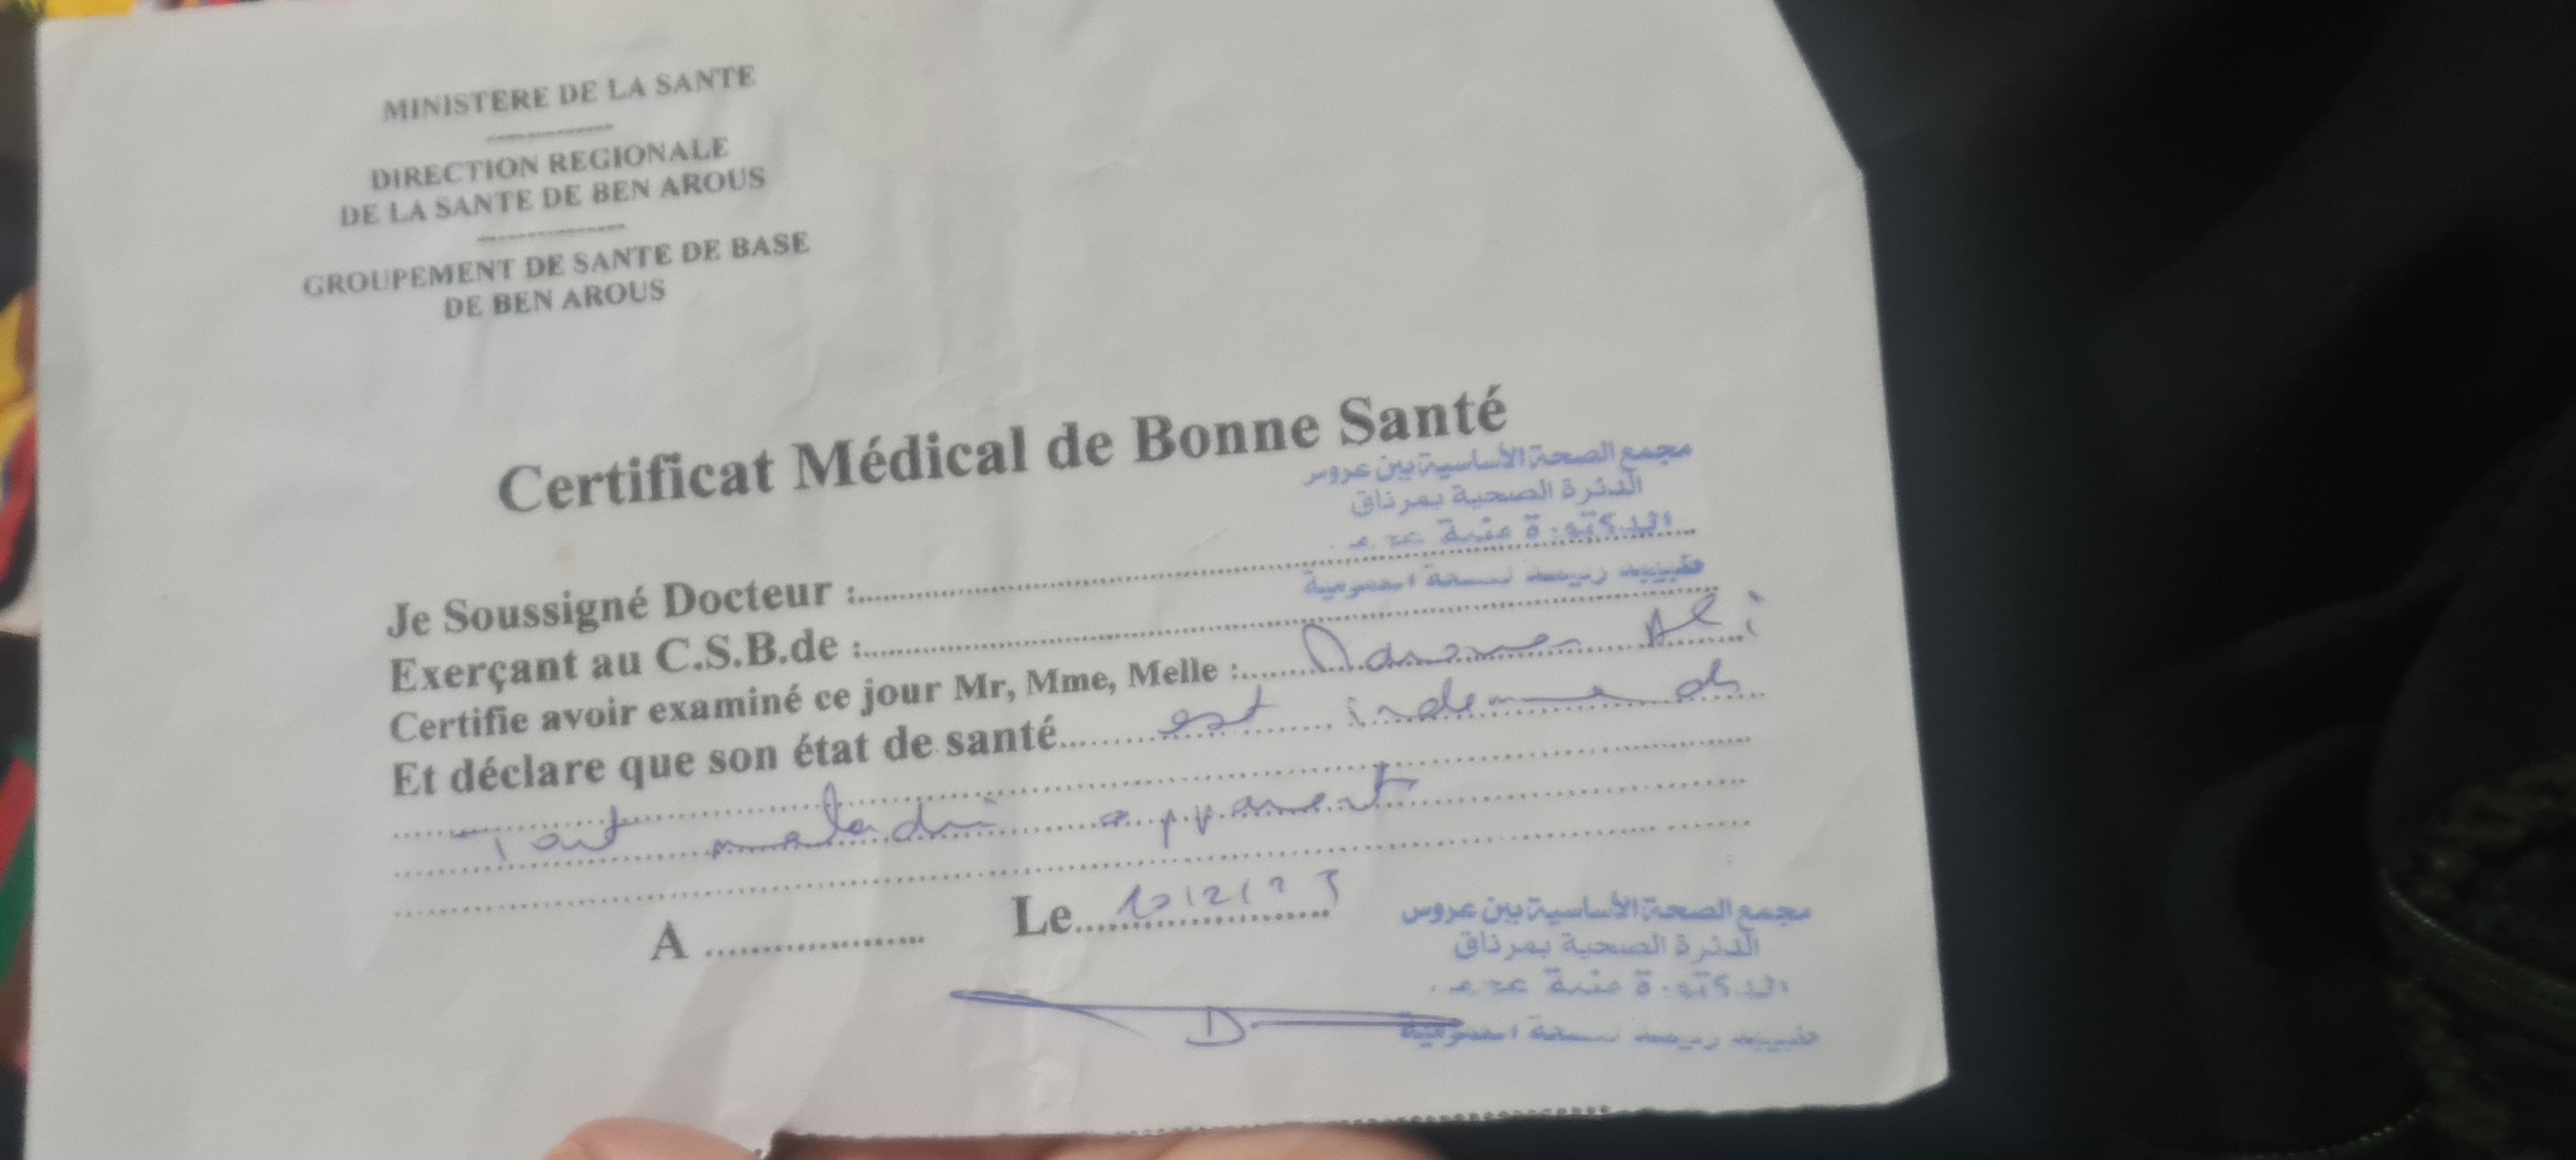 MINISTERE DE LA SANTE
DIRECTION REGIONALE
DE LA SANTE DE BEN AROUS
GROUPEMENT DE SANTE DE BASE
DE BEN AROUS
Certificat Médical de Bonne Santé
مجمع الصحة الأساسية ببن عروس
الدائرة الصحية بمرناق
Je Soussigné Docteur :
Exerçant au C.S.B.de :
Certifie avoir examiné ce jour Mr, Mme, Melle : Ali
Et déclare que son état de santé est indemne de
tout maladie apparent
A Le
مجمع الصحة الأساسية ببن عروس
الدائرة الصحية بمرناق